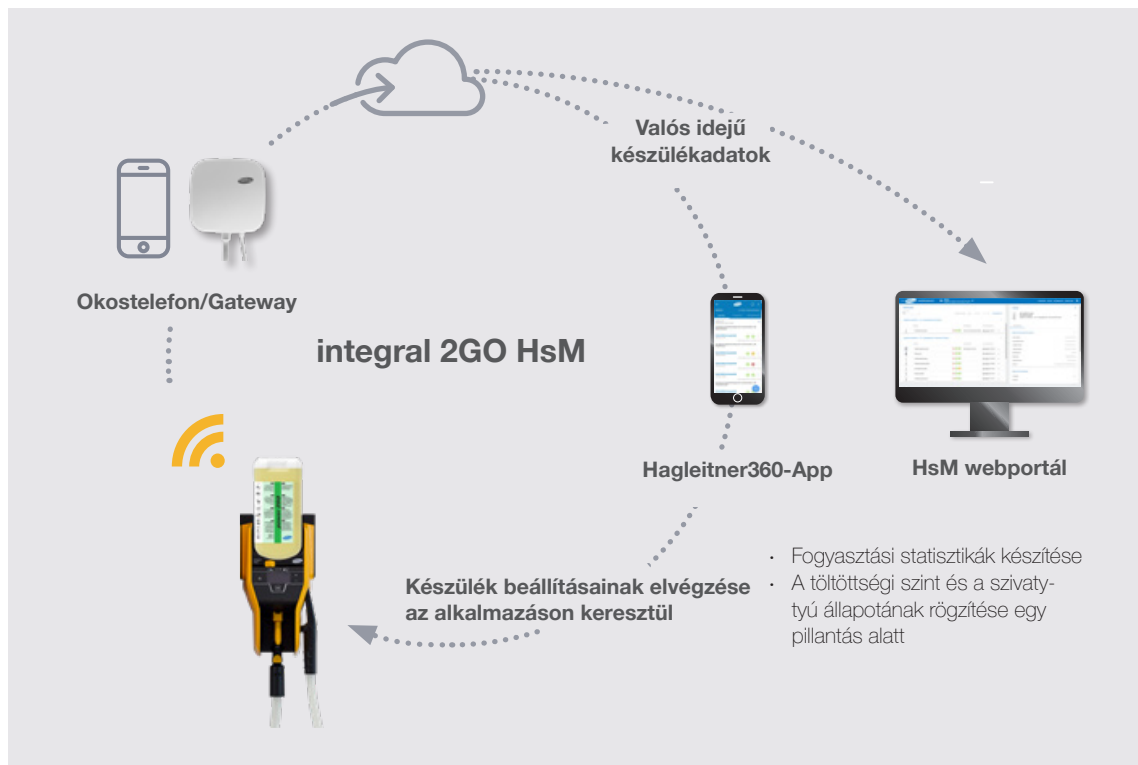 Valós idejű
készülékadatok
Okostelefon/Gateway
integral 2GO HsM
Hagleitner360-App
HsM webportál
Készülék beállításainak elvégzése
az alkalmazáson keresztül
· Fogyasztási statisztikák készítése
· A töltöttségi szint és a szivaty-
tyú állapotának rögzítése egy
pillantás alatt